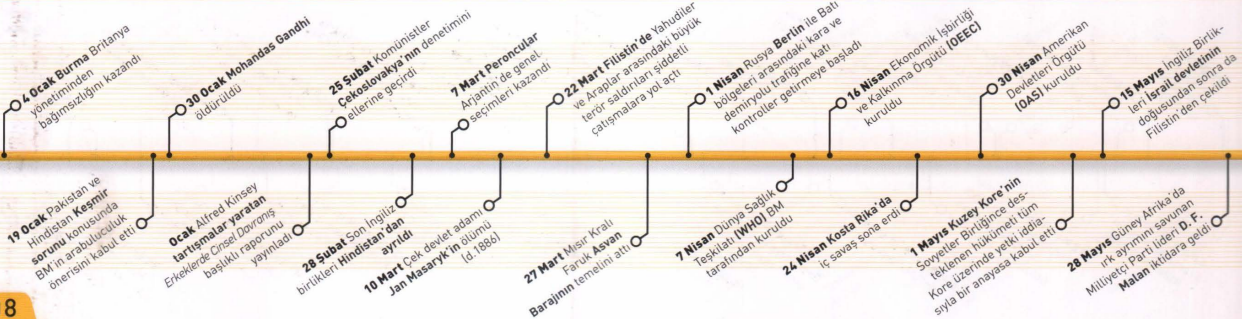 4 Ocak Burma Britanya
yönetiminden
bağımsızlığını kazandı
30 Ocak Mohandas Gandhi
öldürüldü
25 Şubat Komünistler
Çekoslovakya'nın denetimini
ellerine geçirdi
7 Mart Peroncular
Arjantin'de genel
seçimleri kazandı
22 Mart Filistin'de Yahudiler
ve Araplar arasındaki büyük
terör saldırıları şiddetli
çatışmalara yol açtı
1 Nisan Rusya Berlin ile Batı
bölgeleri arasındaki kara ve
demiryolu trafiğine katı
kontroller getirmeye başladı
16 Nisan Ekonomik İşbirliği
ve Kalkınma Örgütlü (OEEC)
kuruldu
30 Nisan Amerikan
Devletleri Örgütü
(OAS) kuruldu
15 Mayıs İngiliz Birlik-
leri İsrail devletinin
doğusundan sonra da
Filistin'den çekildi
19 Ocak Pakistan ve
Hindistan Keşmir
sorunu konusunda
BM'in arabuluculuk
önerisini kabul etti
Ocak Alfred Kinsey
tartışmalar yaratan
Erkeklerde Cinsel Davranış
başlıklı raporunu
yayınladı
28 Şubat Son İngiliz
birlikleri Hindistan'dan
ayrıldı
10 Mart Çek devlet adamı
Jan Masaryk'in ölümü
(d.1886)
27 Mart Mısır Kralı
Faruk Asvan
Barajının temelini attı
7 Nisan Dünya Sağlık
Teşkilatı (WHO) BM
tarafından kuruldu
24 Nisan Kosta Rika'da
iç savaş sona erdi
1 Mayıs Kuzey Kore'nin
Sovyetler Birliğince des-
teklenen hükümeti tüm
Kore üzerinde yetki iddia-
sıyla bir anayasa kabul etti
28 Mayıs Güney Afrika'da
ırk ayrımını savunan
Milliyetçi Parti lideri D. F.
Malan iktidara geldi